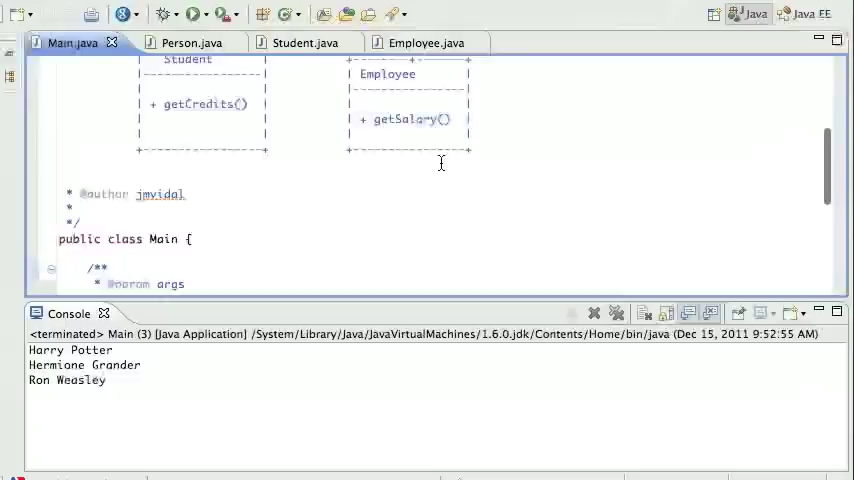 Java
Java EE
Main.java
Person.java
Student.java
Employee.java
Student
Employee
+ getCredits()
+ getSalary()
* @author jmvidal
*
*/
public class Main {
/**
* @param args
Console
<terminated> Main (3) [Java Application] /System/Library/Java/JavaVirtualMachines/1.6.0.jdk/Contents/Home/bin/java (Dec 15, 2011 9:52:55 AM)
Harry Potter
Hermione Grander
Ron Weasley